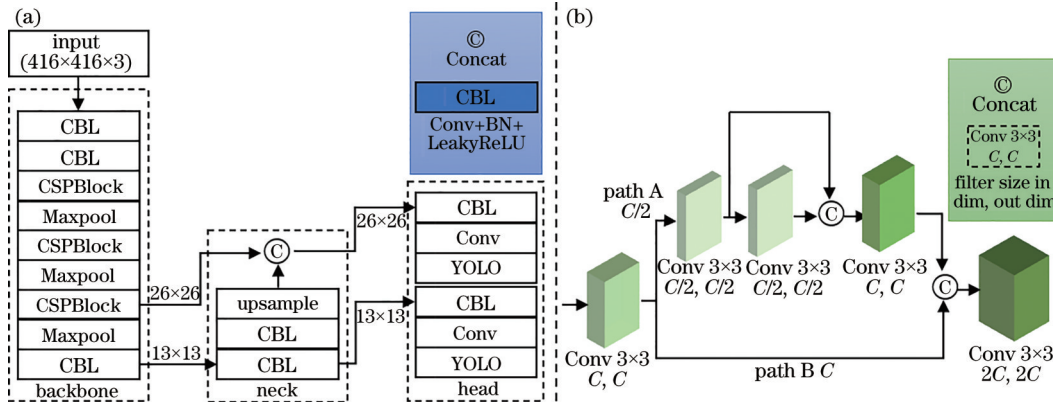 (a)
input
(416×416×3)
CBL
CBL
CSPBlock
Maxpool
CSPBlock
Maxpool
CSPBlock
Maxpool
CBL
backbone
26×26
13×13
©
upsample
CBL
CBL
neck
26×26
13×13
©
Concat
CBL
Conv+BN+
LeakyReLU
CBL
Conv
YOLO
CBL
Conv
YOLO
head
(b)
Conv 3×3
C, C
path A
C/2
Conv 3×3
C/2, C/2
Conv 3×3
C/2, C/2
©
Conv 3×3
C, C
©
path B C
Conv 3×3
2C, 2C
©
Concat
Conv 3×3
C, C
filter size in
dim, out dim